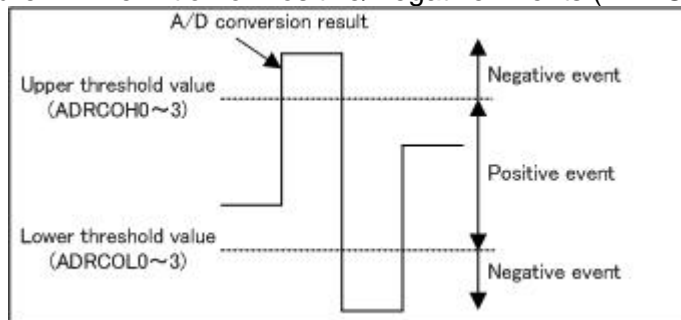 A/D conversion result
Upper threshold value
(ADRCOH0～3)
Negative event
Positive event
Lower threshold value
(ADRCOL0～3)
Negative event